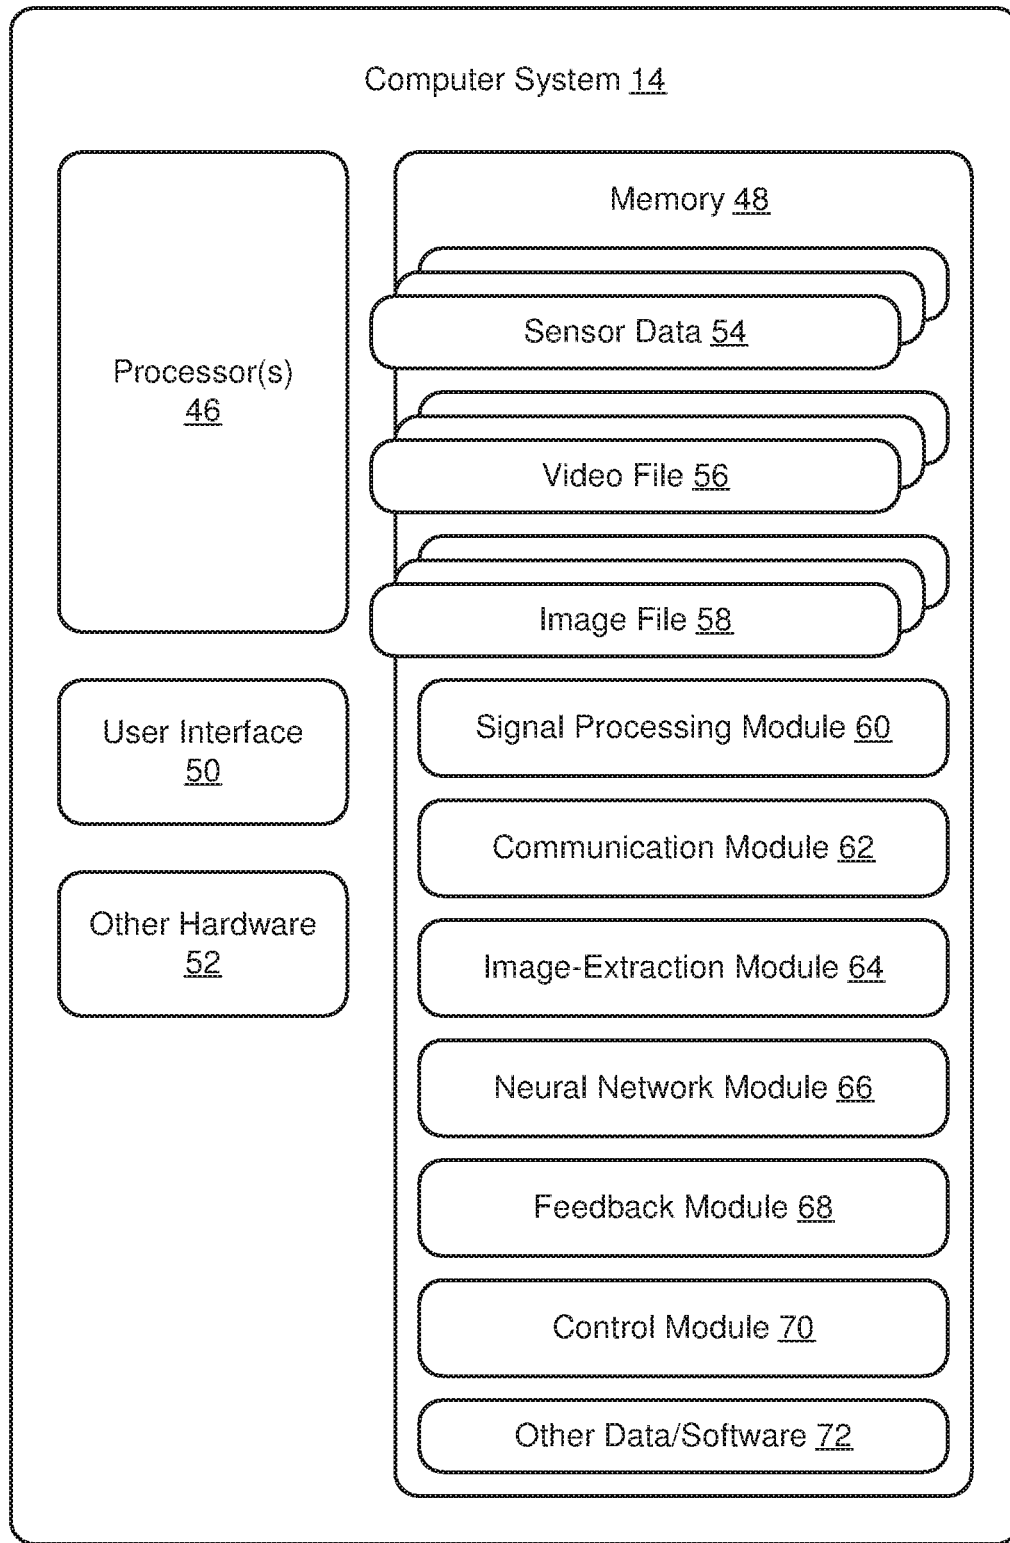 Computer System 14
Processor(s)
46
User Interface
50
Other Hardware
52
Memory 48
Sensor Data 54
Video File 56
Image File 58
Signal Processing Module 60
Communication Module 62
Image-Extraction Module 64
Neural Network Module 66
Feedback Module 68
Control Module 70
Other Data/Software 72